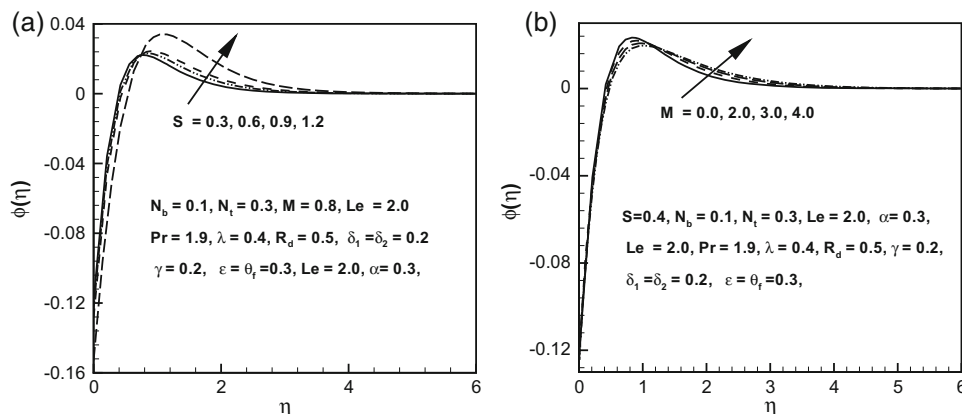 (a)
0.04
0
-0.04
-0.08
-0.12
-0.16
ϕ(η)
S = 0.3, 0.6, 0.9, 1.2
N_b = 0.1, N_t = 0.3, M = 0.8, Le = 2.0
Pr = 1.9, λ = 0.4, R_d = 0.5, δ_1 = δ_2 = 0.2
γ = 0.2, ε = θ_f = 0.3, Le = 2.0, α = 0.3,
0 2 4 6
η
(b)
0
-0.04
-0.08
-0.12
ϕ(η)
M = 0.0, 2.0, 3.0, 4.0
S=0.4, N_b = 0.1, N_t = 0.3, Le = 2.0, α= 0.3,
Le = 2.0, Pr = 1.9, λ = 0.4, R_d = 0.5, γ = 0.2,
δ_1 = δ_2 = 0.2, ε = θ_f = 0.3,
0 1 2 3 4 5 6
η